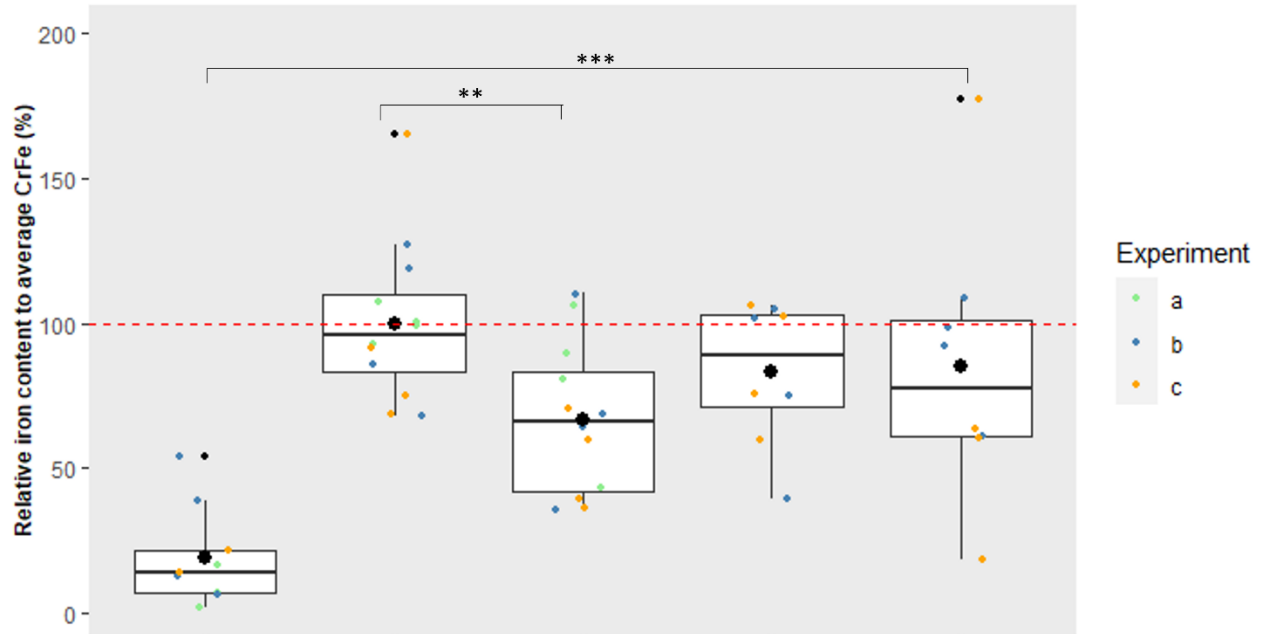 Relative iron content to average CrFe (%)
200
150
100
50
0
***
**
Experiment
a
b
c